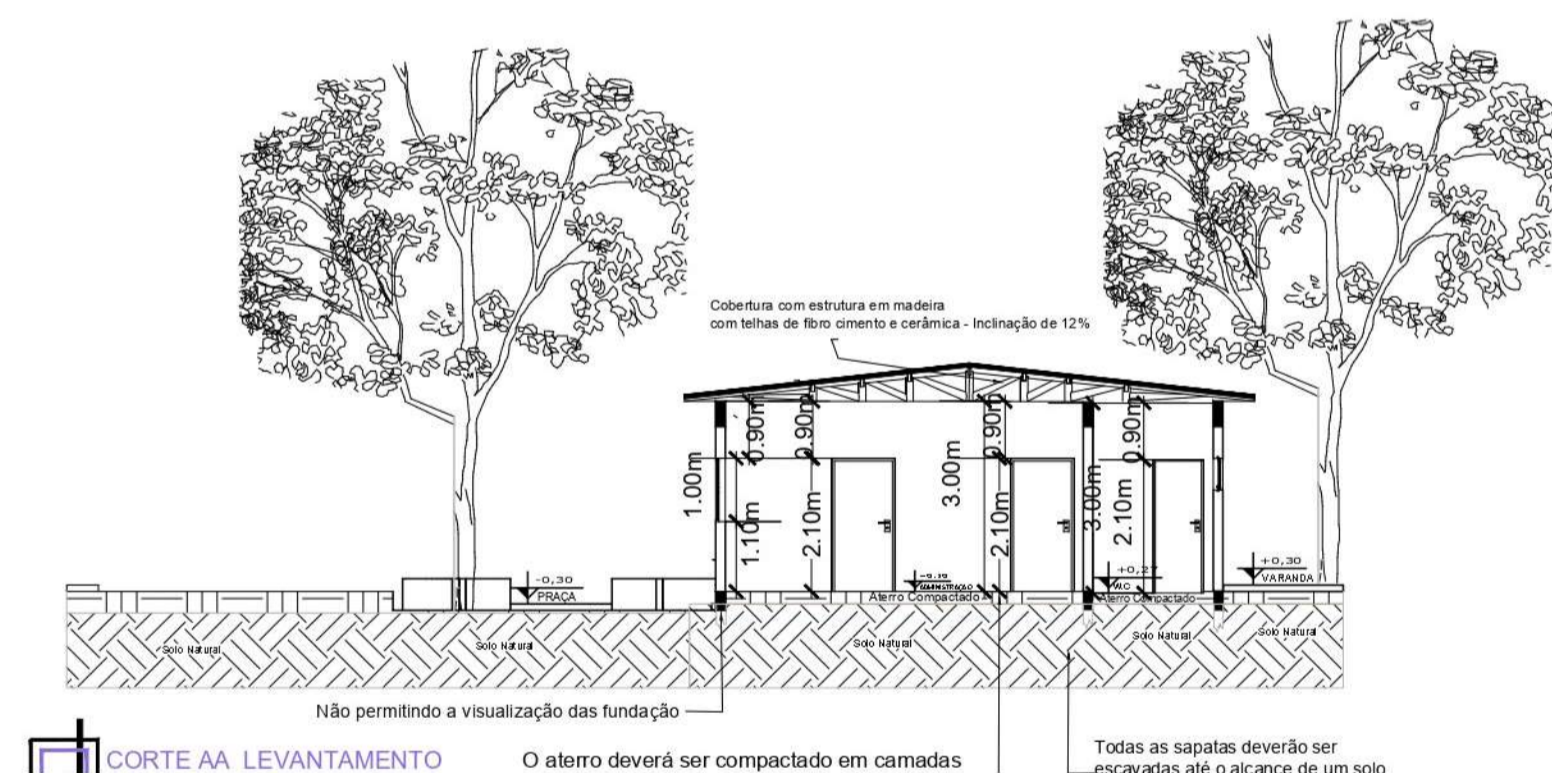 Cobertura com estrutura em madeira
com telhas de fibro cimento e cerâmica - Inclinação de 12%
0.90m
0.90m
0.90m
0.90m
1.00m
1.10m
2.10m
3.00m
2.10m
3.00m
2.10m
-0,30
PRAÇA
ADMINISTRAÇÃO
+0,27
+0,30
VARANDA
Aterro Compactado
Aterro Compactado
Solo Natural
Solo Natural
Solo Natural
Solo Natural
Solo Natural
Não permitindo a visualização das fundação
CORTE AA LEVANTAMENTO
O aterro deverá ser compactado em camadas
Todas as sapatas deverão ser
escavadas até o alcance de um solo